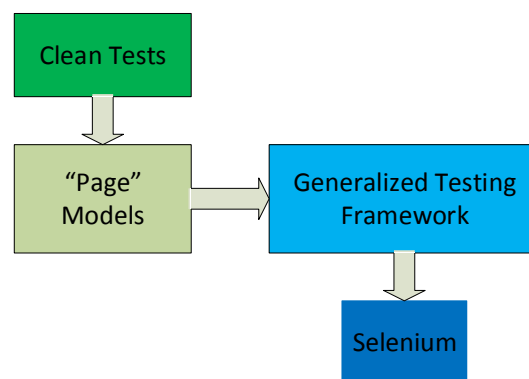 Clean Tests
“Page”
Models
Generalized Testing
Framework
Selenium